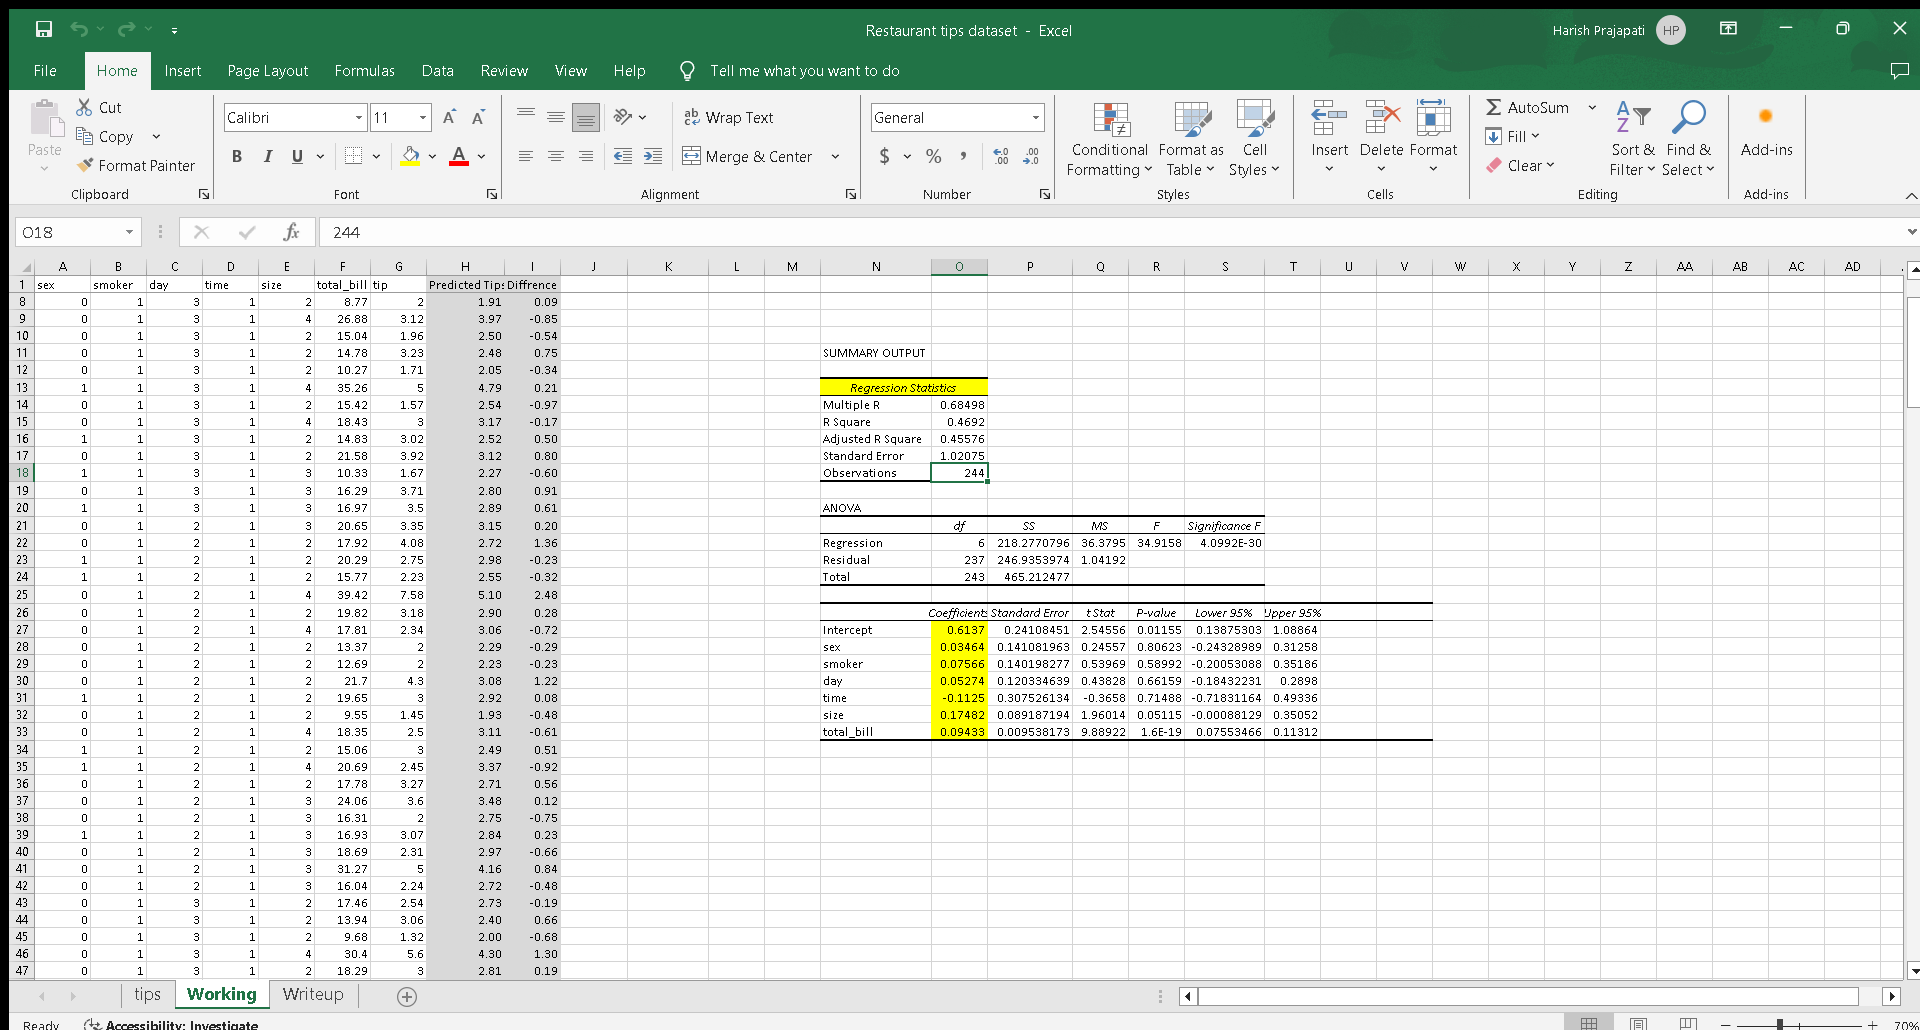 Restaurant tips dataset - Excel
Harish Prajapati HP
File Home Insert Page Layout Formulas Data Review View Help Tell me what you want to do
Paste
Cut
Copy
Format Painter
Clipboard
Calibri 11
B I U A
Font
Wrap Text
Merge & Center
Alignment
General
$ % ,
Number
Conditional Formatting
Format as Table
Cell Styles
Styles
Insert Delete Format
Cells
AutoSum
Fill
Clear
Sort & Filter
Find & Select
Editing
Add-ins
Add-ins
O18 fx 244
A B C D E F G H I J K L M N O P Q R S T U V W X Y Z AA AB AC AD
1 sex smoker day time size total_bill tip Predicted Tip Diffrence
8 0 1 3 1 2 8.77 2 1.91 0.09
9 0 1 3 1 4 26.88 3.12 3.97 -0.85
10 0 1 3 1 2 15.04 1.96 2.50 -0.54
11 0 1 3 1 2 14.78 3.23 2.48 0.75 SUMMARY OUTPUT
12 0 1 3 1 2 10.27 1.71 2.05 -0.34
13 1 1 3 1 4 35.26 5 4.79 0.21 Regression Statistics
14 0 1 3 1 2 15.42 1.57 2.54 -0.97 Multiple R 0.68498
15 0 1 3 1 4 18.43 3 3.17 -0.17 R Square 0.4692
16 1 1 3 1 2 14.83 3.02 2.52 0.50 Adjusted R Square 0.45576
17 0 1 3 1 2 21.58 3.92 3.12 0.80 Standard Error 1.02075
18 1 1 3 1 3 10.33 1.67 2.27 -0.60 Observations 244
19 0 1 3 1 3 16.29 3.71 2.80 0.91
20 1 1 3 1 3 16.97 3.5 2.89 0.61 ANOVA
21 0 1 2 1 3 20.65 3.35 3.15 0.20 df SS MS F Significance F
22 0 1 2 1 2 17.92 4.08 2.72 1.36 Regression 6 218.2770796 36.3795 34.9158 4.0992E-30
23 1 1 2 1 2 20.29 2.75 2.98 -0.23 Residual 237 246.9353974 1.04192
24 1 1 2 1 2 15.77 2.23 2.55 -0.32 Total 243 465.212477
25 0 1 2 1 4 39.42 7.58 5.10 2.48
26 0 1 2 1 2 19.82 3.18 2.90 0.28 Coefficients Standard Error t Stat P-value Lower 95% Upper 95%
27 0 1 2 1 4 17.81 2.34 3.06 -0.72 Intercept 0.6137 0.24108451 2.54556 0.01155 0.13875303 1.08864
28 0 1 2 1 2 13.37 2 2.29 -0.29 sex 0.03464 0.141081963 0.24557 0.80623 -0.24328989 0.31258
29 0 1 2 1 2 12.69 2 2.23 -0.23 smoker 0.07566 0.140198277 0.53969 0.58992 -0.20053088 0.35186
30 0 1 2 1 2 21.7 4.3 3.08 1.22 day 0.05274 0.120334639 0.43828 0.66159 -0.18432231 0.2898
31 1 1 2 1 2 19.65 3 2.92 0.08 time -0.1125 0.307526134 -0.3658 0.71488 -0.71831164 0.49336
32 0 1 2 1 2 9.55 1.45 1.93 -0.48 size 0.17482 0.089187194 1.96014 0.05115 -0.00088129 0.35052
33 0 1 2 1 4 18.35 2.5 3.11 -0.61 total_bill 0.09433 0.009538173 9.88922 1.6E-19 0.07553466 0.11312
34 1 1 2 1 2 15.06 3 2.49 0.51
35 1 1 2 1 4 20.69 2.45 3.37 -0.92
36 0 1 2 1 2 17.78 3.27 2.71 0.56
37 0 1 2 1 3 24.06 3.6 3.48 0.12
38 0 1 2 1 3 16.31 2 2.75 -0.75
39 1 1 2 1 3 16.93 3.07 2.84 0.23
40 0 1 2 1 3 18.69 2.31 2.97 -0.66
41 0 1 2 1 3 31.27 5 4.16 0.84
42 0 1 2 1 3 16.04 2.24 2.72 -0.48
43 0 1 3 1 2 17.46 2.54 2.73 -0.19
44 0 1 3 1 2 13.94 3.06 2.40 0.66
45 0 1 3 1 2 9.68 1.32 2.00 -0.68
46 0 1 3 1 4 30.4 5.6 4.30 1.30
47 0 1 3 1 2 18.29 3 2.81 0.19
tips Working Writeup
Ready Accessibility: Investigate 70%